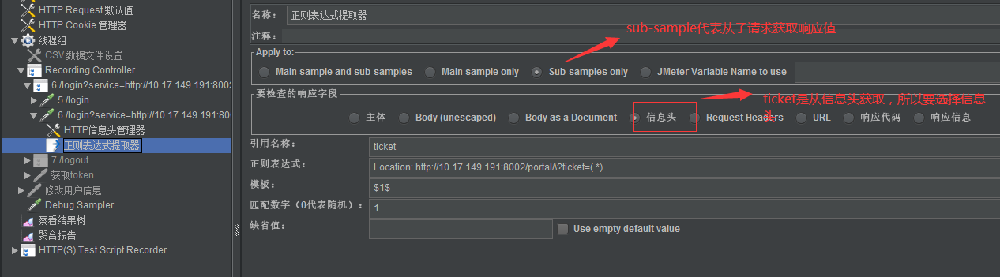 HTTP Request 默认值
HTTP Cookie 管理器
线程组
CSV 数据文件设置
Recording Controller
6 /login?service=http://10.17.149.191:8002
5 /login
6 /login?service=http://10.17.149.191:800
HTTP信息头管理器
正则表达式提取器
7 /logout
获取token
修改用户信息
Debug Sampler
察看结果树
聚合报告
HTTP(S) Test Script Recorder
名称： 正则表达式提取器
注释：
sub-sample代表从子请求获取响应值
Apply to:
Main sample and sub-samples Main sample only Sub-samples only JMeter Variable Name to use
要检查的响应字段
ticket是从信息头获取，所以要选择信息
头
主体 Body (unescaped) Body as a Document 信息头 Request Headers URL 响应代码 响应信息
引用名称： ticket
正则表达式： Location: http://10.17.149.191:8002/portal/\?ticket=(.*)
模板： $1$
匹配数字（0代表随机）： 1
缺省值： Use empty default value